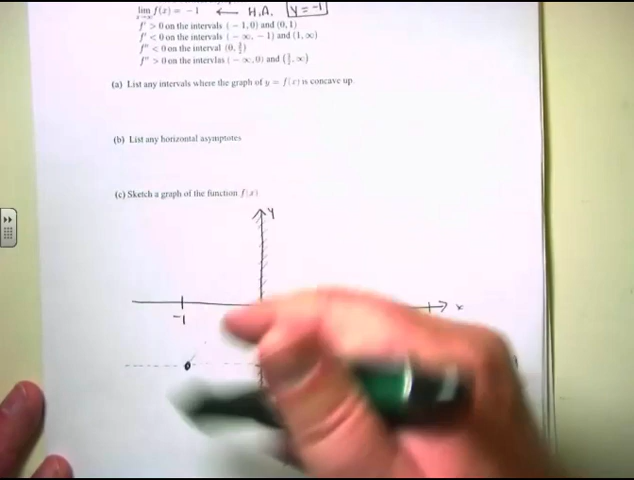 lim f(x) = −1 ← H.A. y = -1
x→∞
f' > 0 on the intervals (−1, 0) and (0, 1)
f' < 0 on the intervals (−∞, −1) and (1, ∞)
f'' < 0 on the interval (0, 3/2)
f'' > 0 on the intervlas (−∞, 0) and (3/2, ∞)
(a) List any intervals where the graph of y = f(x) is concave up.
(b) List any horizontal asymptotes
(c) Sketch a graph of the function f(x)
y
x
-1